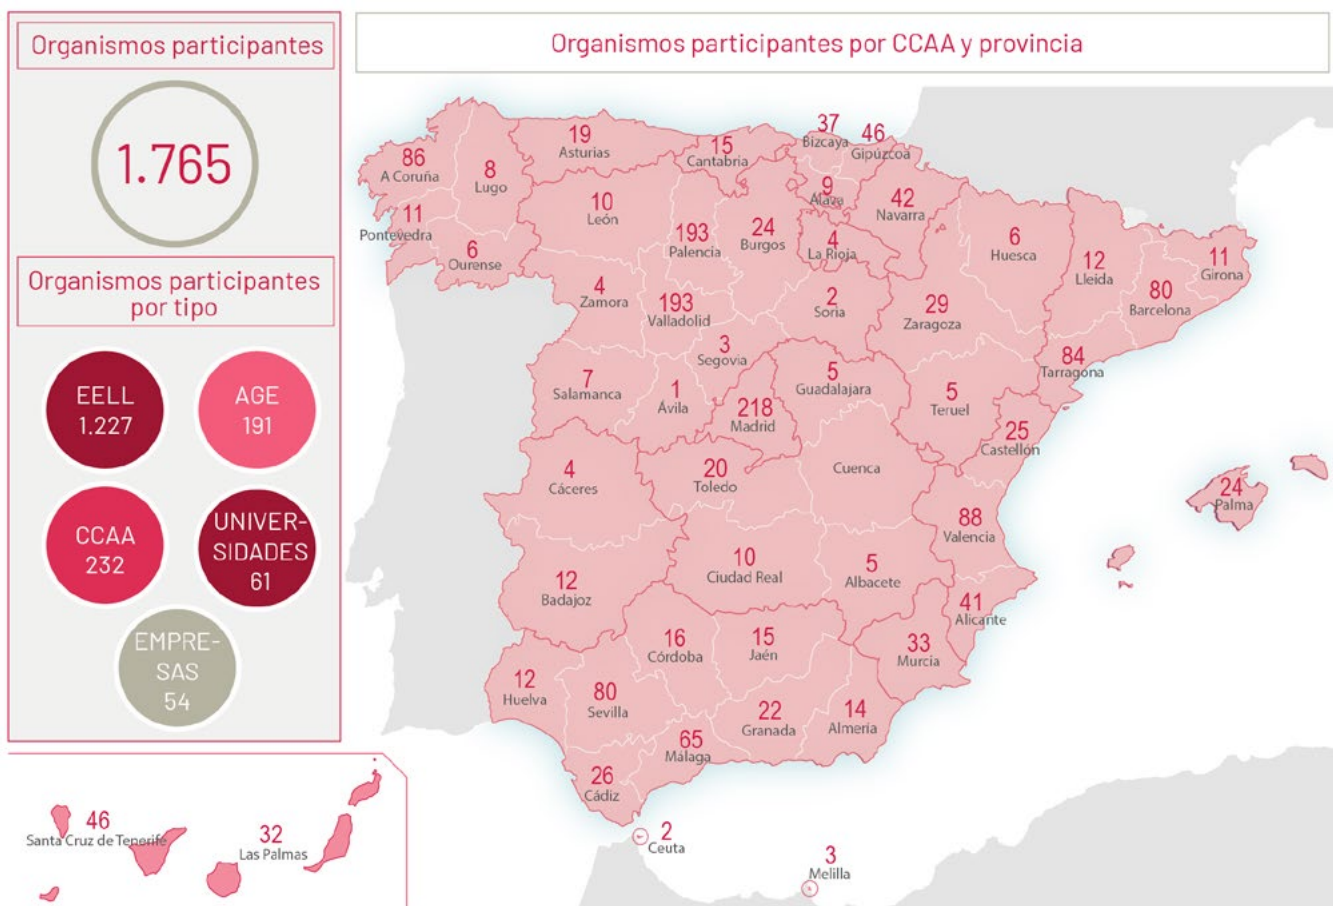 Organismos participantes
1.765
Organismos participantes
por tipo
EELL
1.227
AGE
191
CCAA
232
UNIVER-
SIDADES
61
EMPRE-
SAS
54
Organismos participantes por CCAA y provincia
86
A Coruña
8
Lugo
11
Pontevedra
6
Ourense
19
Asturias
15
Cantabria
37
Bizcaya
46
Gipúzcoa
9
Álava
42
Navarra
4
La Rioja
10
León
193
Palencia
24
Burgos
4
Zamora
193
Valladolid
2
Soria
3
Segovia
7
Salamanca
1
Ávila
6
Huesca
29
Zaragoza
5
Teruel
12
Lleida
11
Girona
80
Barcelona
84
Tarragona
218
Madrid
5
Guadalajara
20
Toledo
Cuenca
10
Ciudad Real
5
Albacete
4
Cáceres
12
Badajoz
25
Castellón
88
Valencia
41
Alicante
24
Palma
33
Murcia
12
Huelva
80
Sevilla
16
Córdoba
15
Jaén
22
Granada
14
Almería
65
Málaga
26
Cádiz
2
Ceuta
3
Melilla
46
Santa Cruz de Tenerife
32
Las Palmas